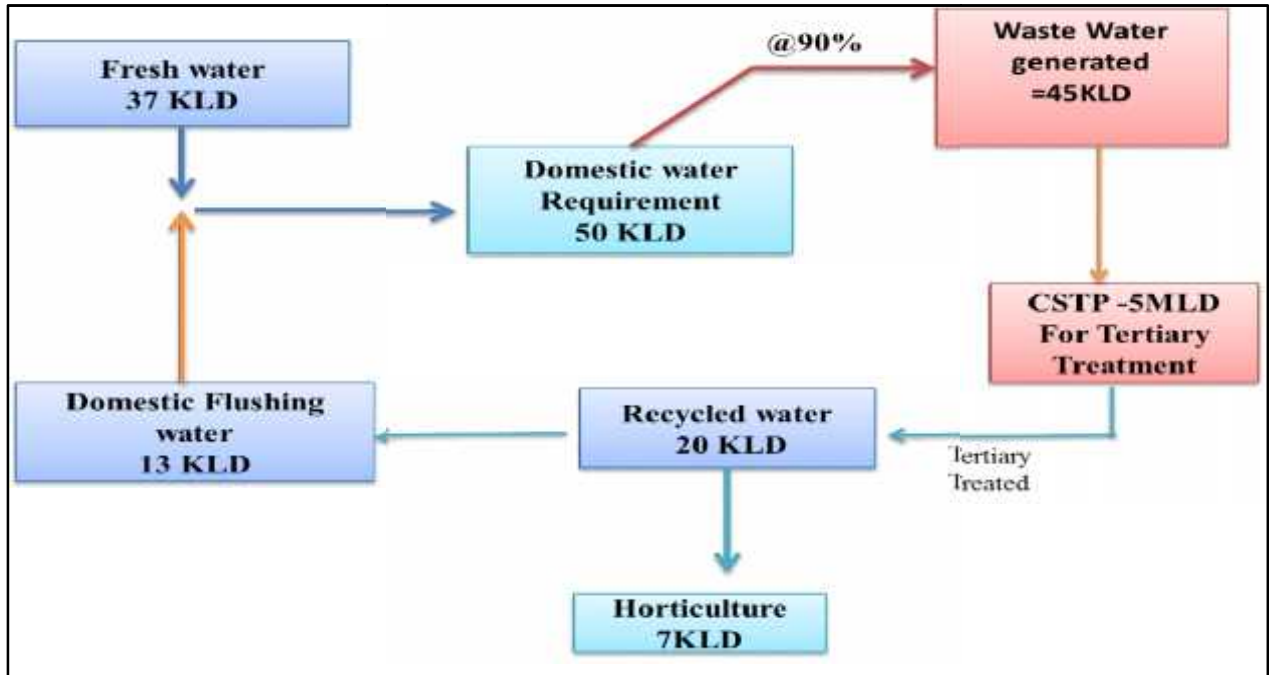 Fresh water
37 KLD
@90%
Waste Water
generated
=45KLD
Domestic water
Requirement
50 KLD
CSTP -5MLD
For Tertiary
Treatment
Domestic Flushing
water
13 KLD
Recycled water
20 KLD
Tertiary
Treated
Horticulture
7KLD